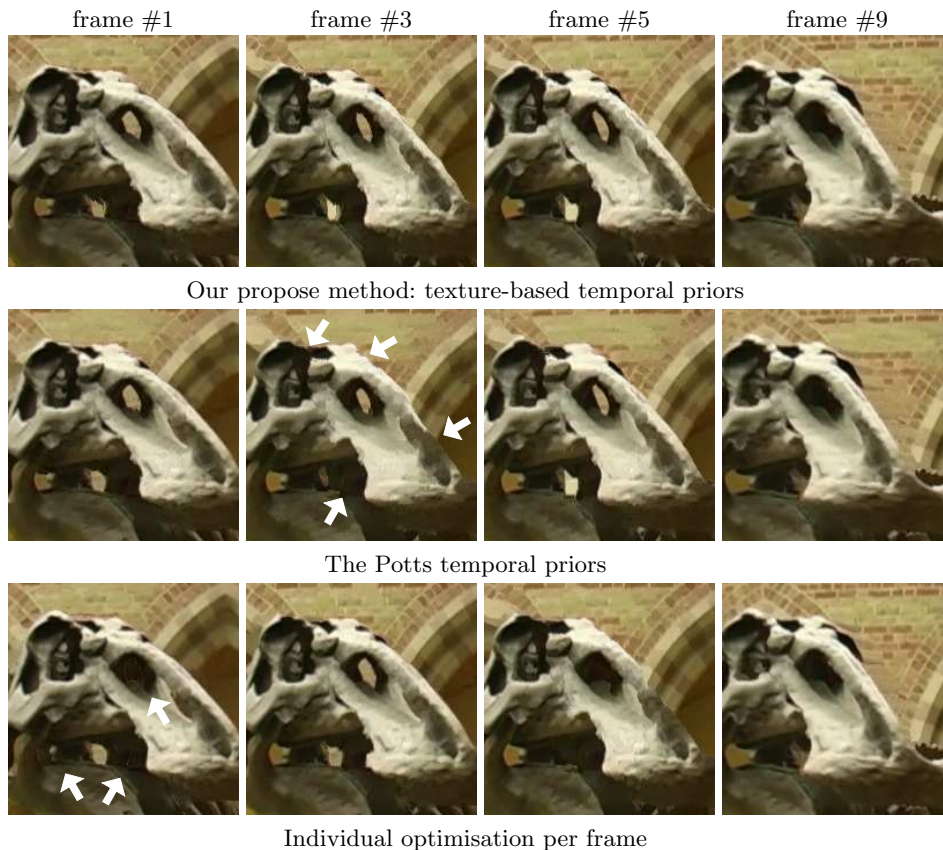 frame #1 frame #3 frame #5 frame #9
Our propose method: texture-based temporal priors
The Potts temporal priors
Individual optimisation per frame